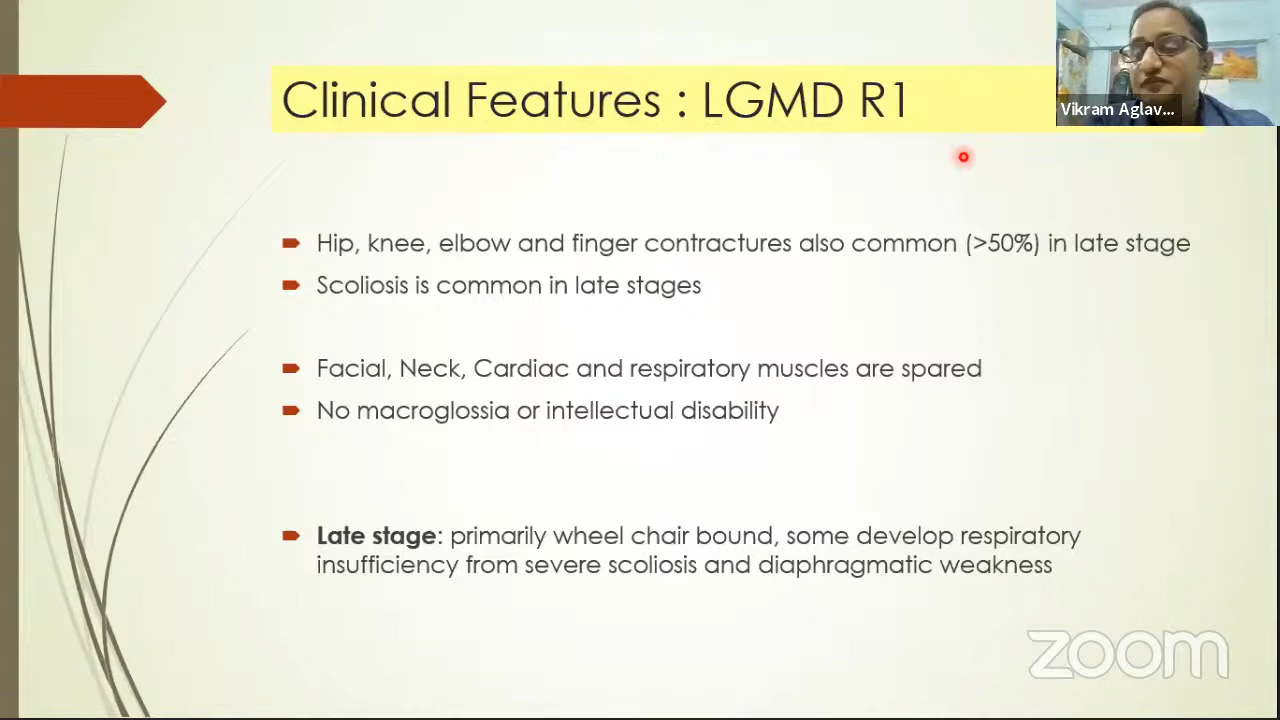 Clinical Features : LGMD R1
Vikram Aglav...
Hip, knee, elbow and finger contractures also common (>50%) in late stage
Scoliosis is common in late stages
Facial, Neck, Cardiac and respiratory muscles are spared
No macroglossia or intellectual disability
Late stage: primarily wheel chair bound, some develop respiratory
insufficiency from severe scoliosis and diaphragmatic weakness
zoom